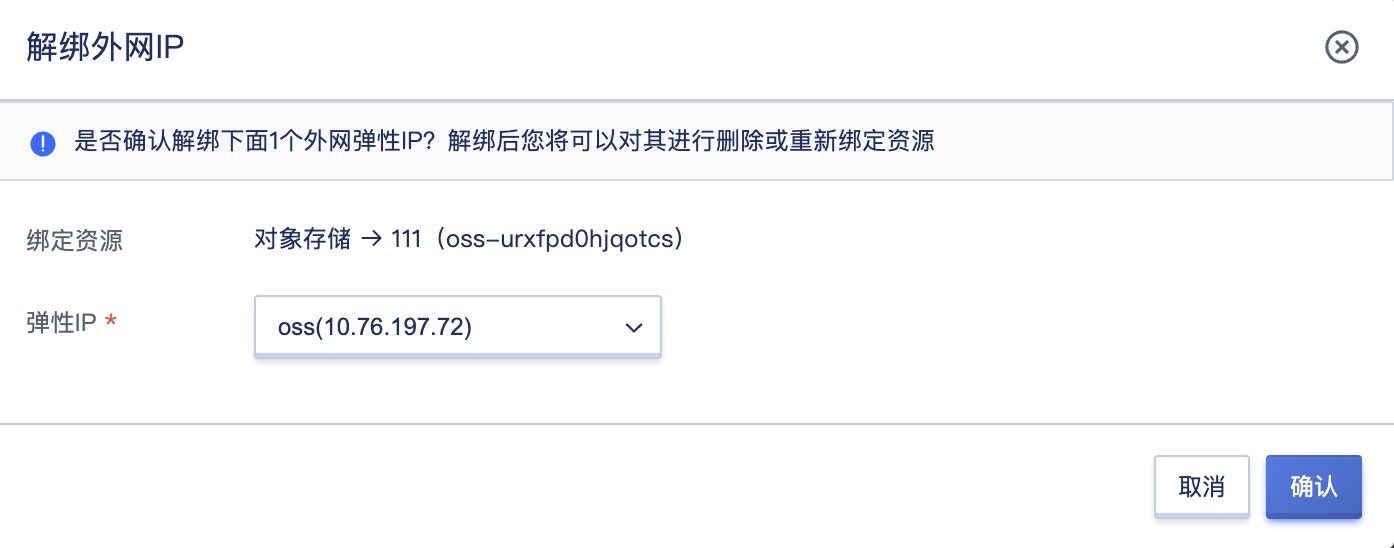 解绑外网IP
是否确认解绑下面1个外网弹性IP？解绑后您将可以对其进行删除或重新绑定资源
绑定资源 对象存储 → 111（oss-urxfpd0hjqotcs）
弹性IP * oss(10.76.197.72)
取消 确认